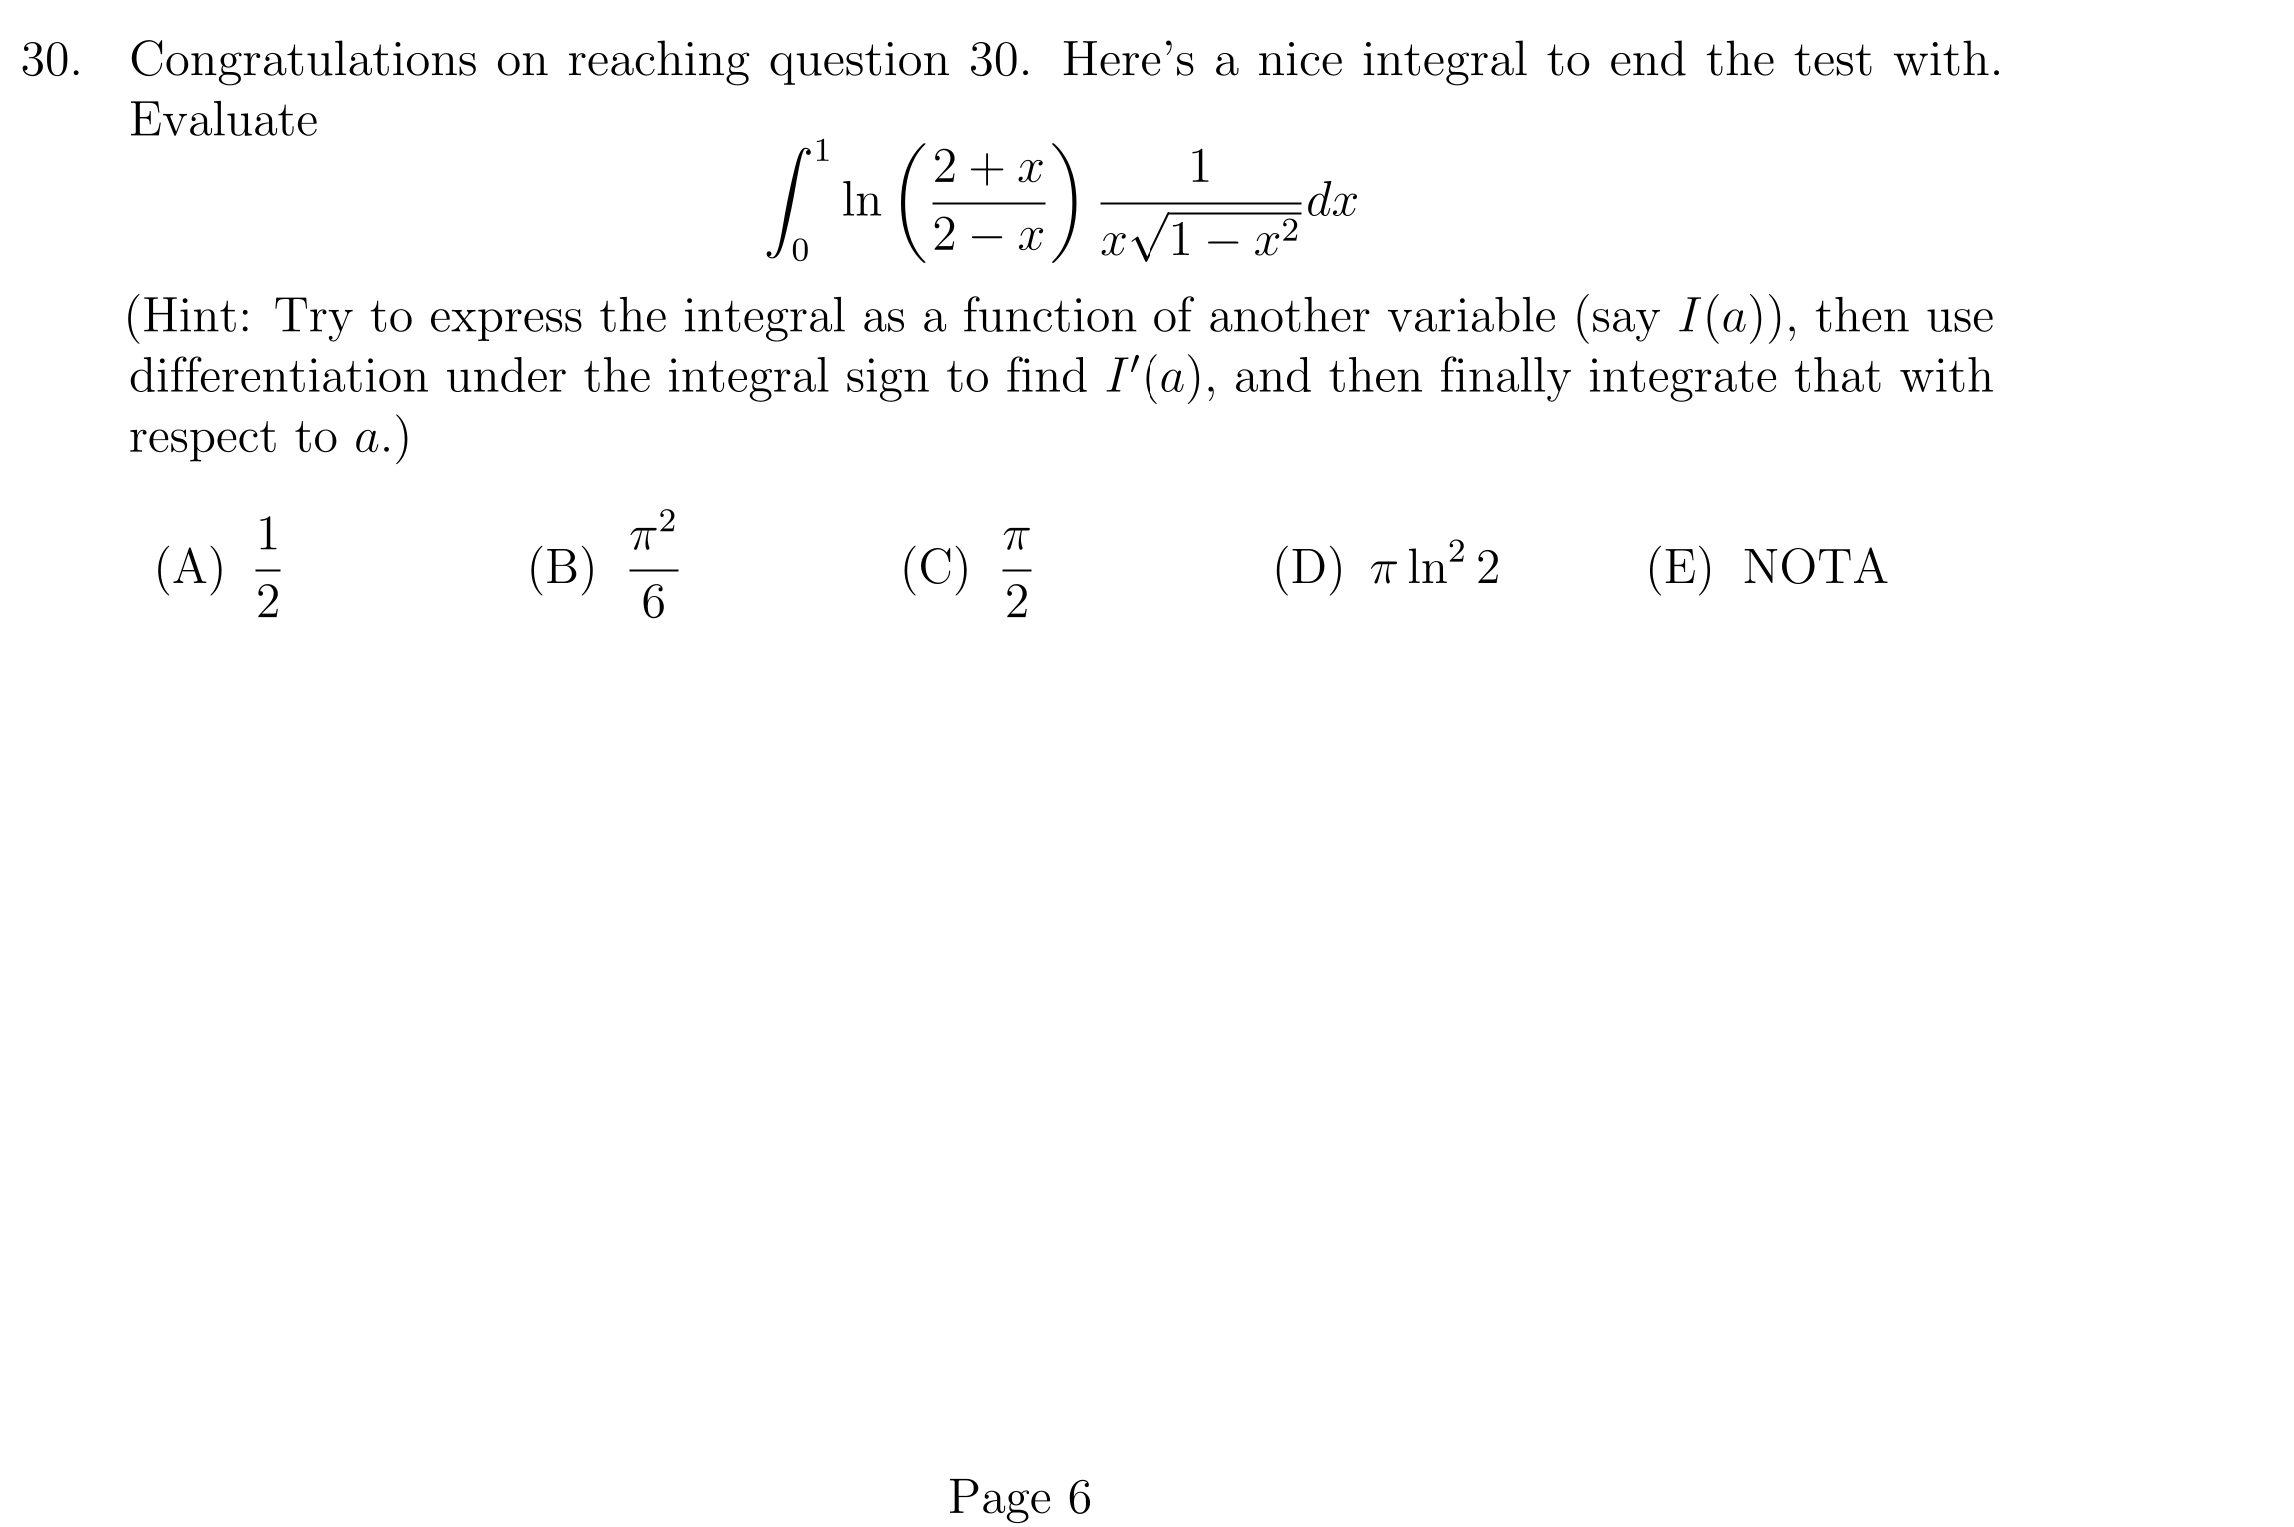 30. Congratulations on reaching question 30. Here's a nice integral to end the test with.
Evaluate
\int_0^1 \ln\left(\frac{2+x}{2-x}\right) \frac{1}{x\sqrt{1-x^2}} dx
(Hint: Try to express the integral as a function of another variable (say I(a)), then use
differentiation under the integral sign to find I'(a), and then finally integrate that with
respect to a.)
(A) \frac{1}{2} (B) \frac{\pi^2}{6} (C) \frac{\pi}{2} (D) \pi \ln^2 2 (E) NOTA
Page 6